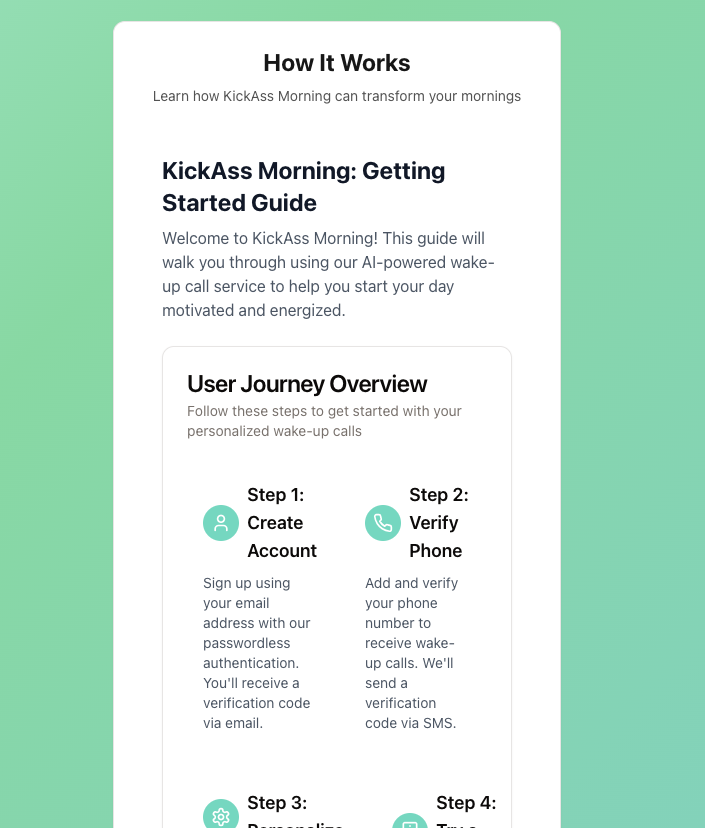 How It Works
Learn how KickAss Morning can transform your mornings
KickAss Morning: Getting
Started Guide
Welcome to KickAss Morning! This guide will
walk you through using our AI-powered wake-
up call service to help you start your day
motivated and energized.
User Journey Overview
Follow these steps to get started with your
personalized wake-up calls
Step 1:
Create
Account
Sign up using
your email
address with our
passwordless
authentication.
You'll receive a
verification code
via email.
Step 2:
Verify
Phone
Add and verify
your phone
number to
receive wake-
up calls. We'll
send a
verification
code via SMS.
Step 3:
Personalize
Step 4:
Try a